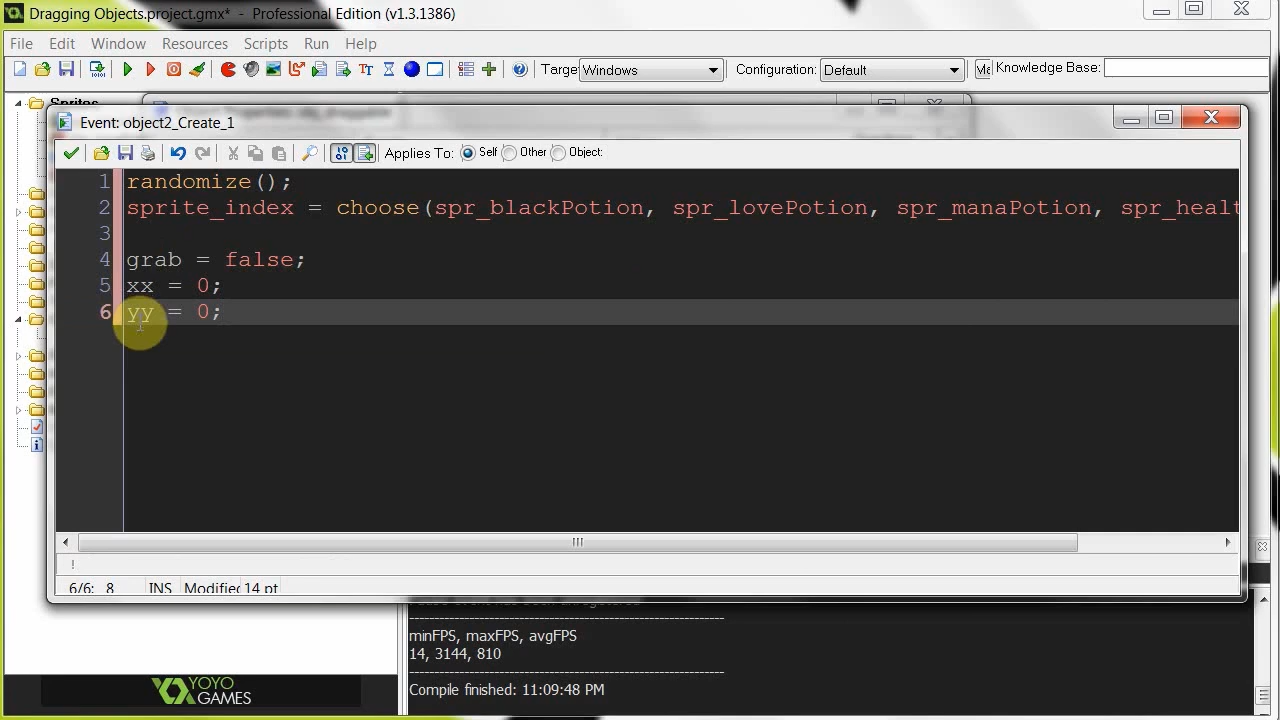 Dragging Objects.project.gmx* - Professional Edition (v1.3.1386)
File Edit Window Resources Scripts Run Help
Target Windows Configuration: Default Knowledge Base:
Sprites
Event: object2_Create_1
Applies To: Self Other Object:
1 randomize();
2 sprite_index = choose(spr_blackPotion, spr_lovePotion, spr_manaPotion, spr_healt
3
4 grab = false;
5 xx = 0;
6 yy = 0;
!
6/6: 8 INS Modified 14 pt
minFPS, maxFPS, avgFPS
14, 3144, 810
Compile finished: 11:09:48 PM
YOYO
GAMES